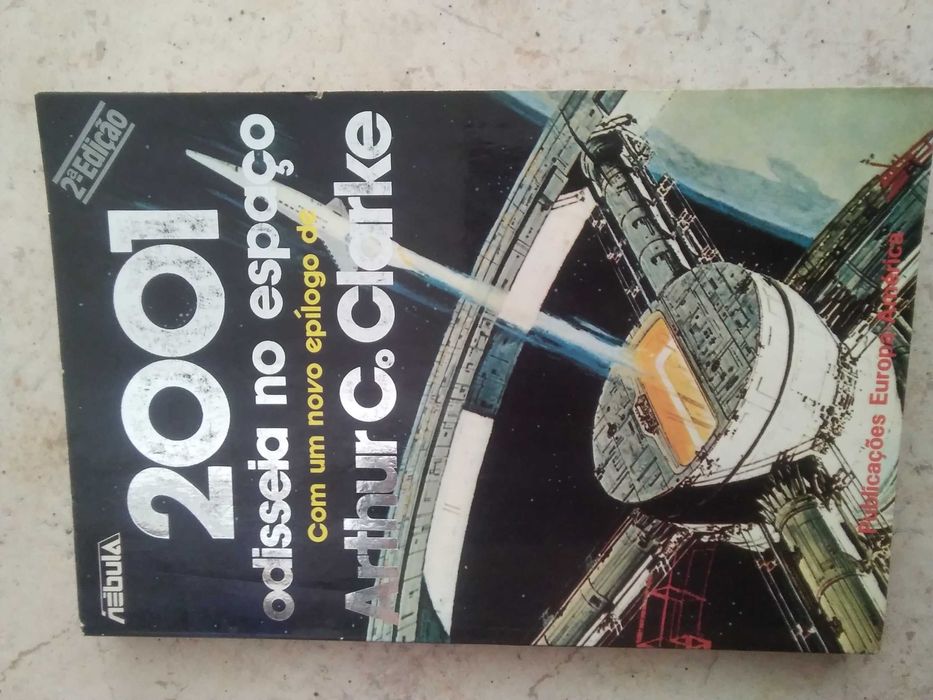 nébula
2ª Edição
2001
odisseia no espaço
Com um novo epílogo de
Arthur C. Clarke
Publicações Europa-América